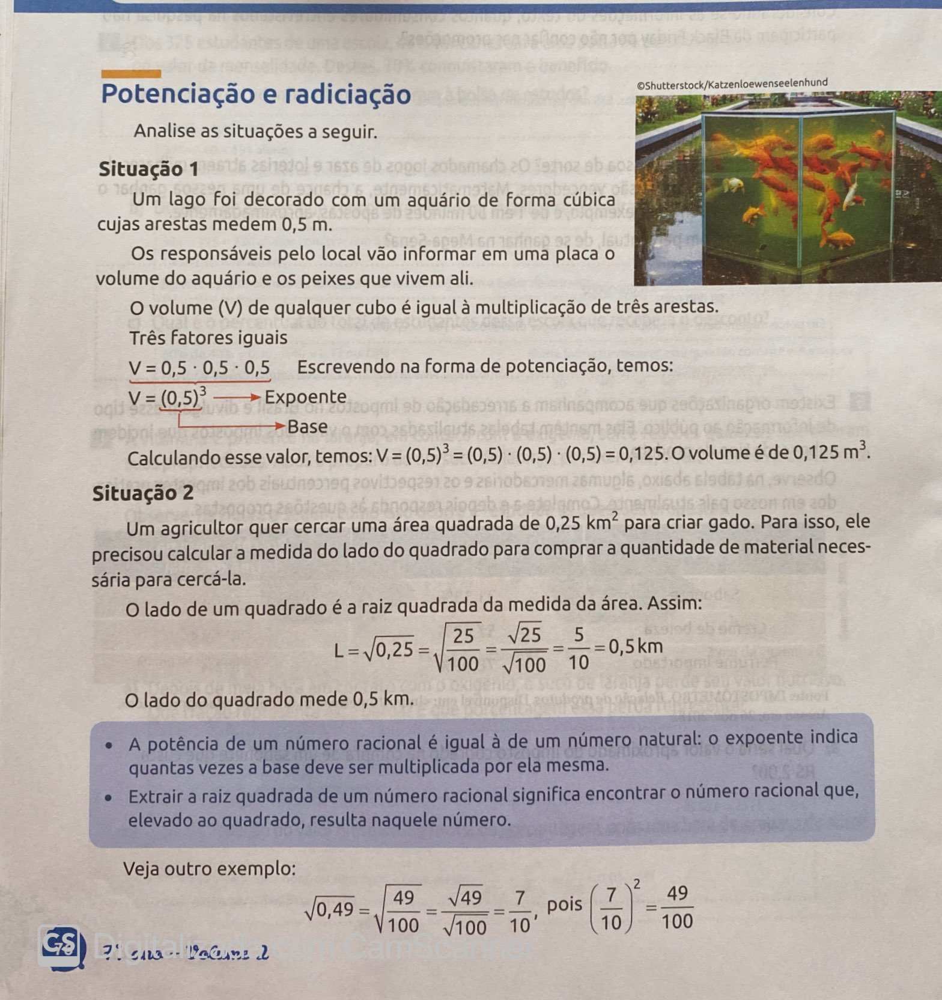 Potenciação e radiciação
©Shutterstock/Katzenloewenseelenhund
Analise as situações a seguir.
Situação 1
Um lago foi decorado com um aquário de forma cúbica
cujas arestas medem 0,5 m.
Os responsáveis pelo local vão informar em uma placa o
volume do aquário e os peixes que vivem ali.
O volume (V) de qualquer cubo é igual à multiplicação de três arestas.
Três fatores iguais
V = 0,5 · 0,5 · 0,5 Escrevendo na forma de potenciação, temos:
V = (0,5)³ Expoente
Base
Calculando esse valor, temos: V = (0,5)³ = (0,5) · (0,5) · (0,5) = 0,125. O volume é de 0,125 m³.
Situação 2
Um agricultor quer cercar uma área quadrada de 0,25 km² para criar gado. Para isso, ele
precisou calcular a medida do lado do quadrado para comprar a quantidade de material neces-
sária para cercá-la.
O lado de um quadrado é a raiz quadrada da medida da área. Assim:
L = √0,25 = √(25/100) = √25/√100 = 5/10 = 0,5 km
O lado do quadrado mede 0,5 km.
• A potência de um número racional é igual à de um número natural: o expoente indica
quantas vezes a base deve ser multiplicada por ela mesma.
• Extrair a raiz quadrada de um número racional significa encontrar o número racional que,
elevado ao quadrado, resulta naquele número.
Veja outro exemplo:
√0,49 = √(49/100) = √49/√100 = 7/10, pois (7/10)² = 49/100
CS Digitalizado com CamScanner
7º ano – Volume 2